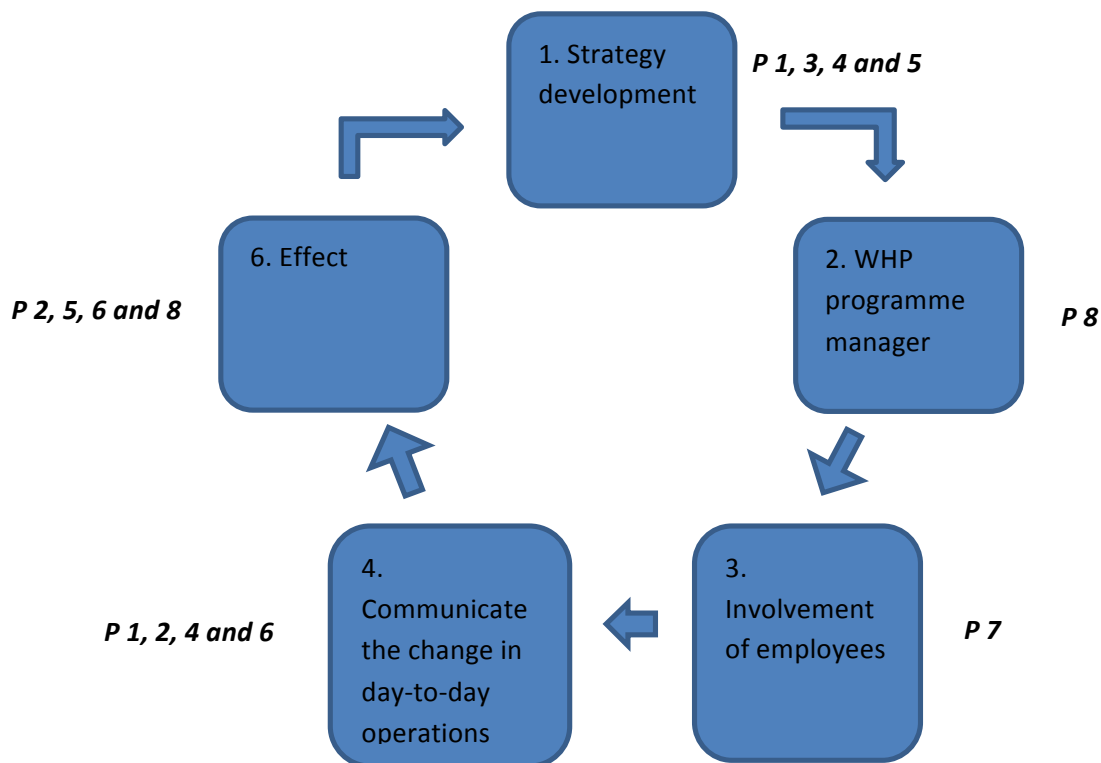 1. Strategy
development
P 1, 3, 4 and 5
2. WHP
programme
manager
P 8
3.
Involvement
of employees
P 7
4.
Communicate
the change in
day-to-day
operations
P 1, 2, 4 and 6
6. Effect
P 2, 5, 6 and 8